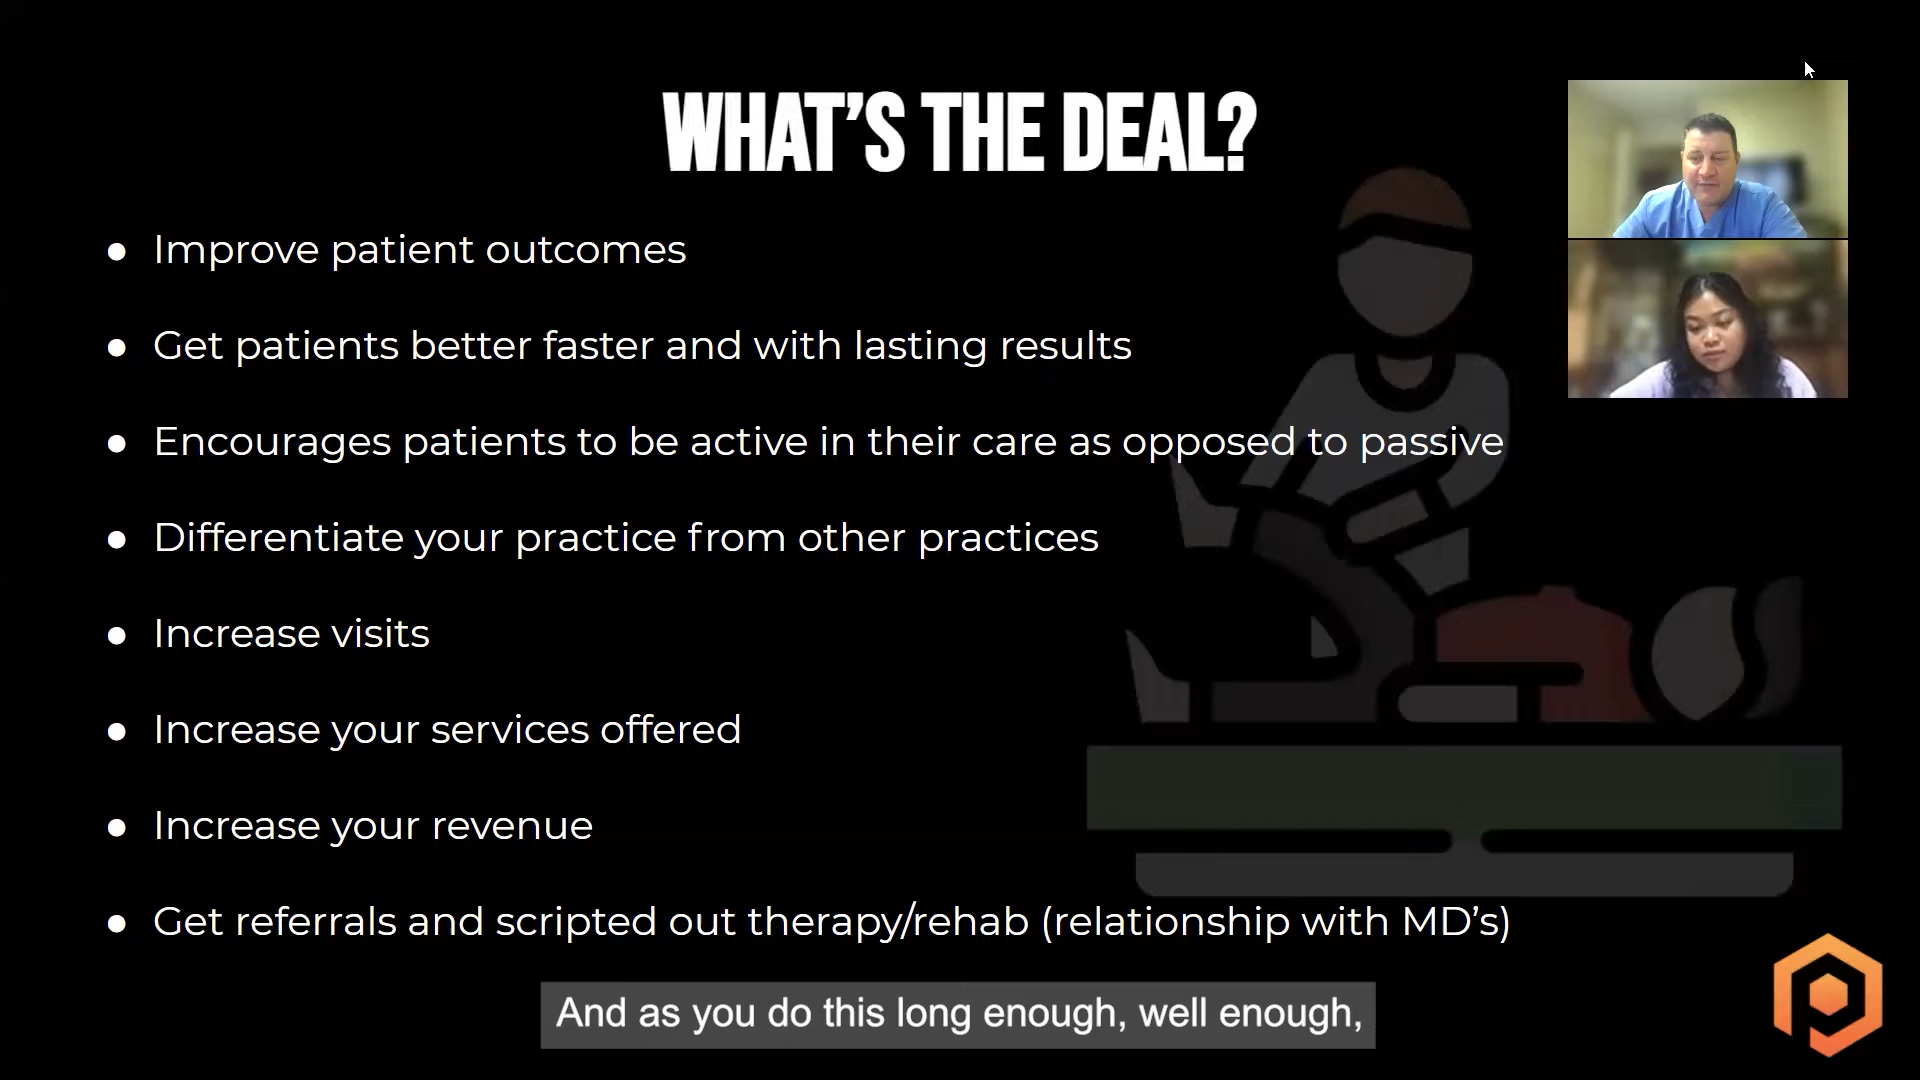 WHAT’S THE DEAL?
● Improve patient outcomes
● Get patients better faster and with lasting results
● Encourages patients to be active in their care as opposed to passive
● Differentiate your practice from other practices
● Increase visits
● Increase your services offered
● Increase your revenue
● Get referrals and scripted out therapy/rehab (relationship with MD’s)
And as you do this long enough, well enough,